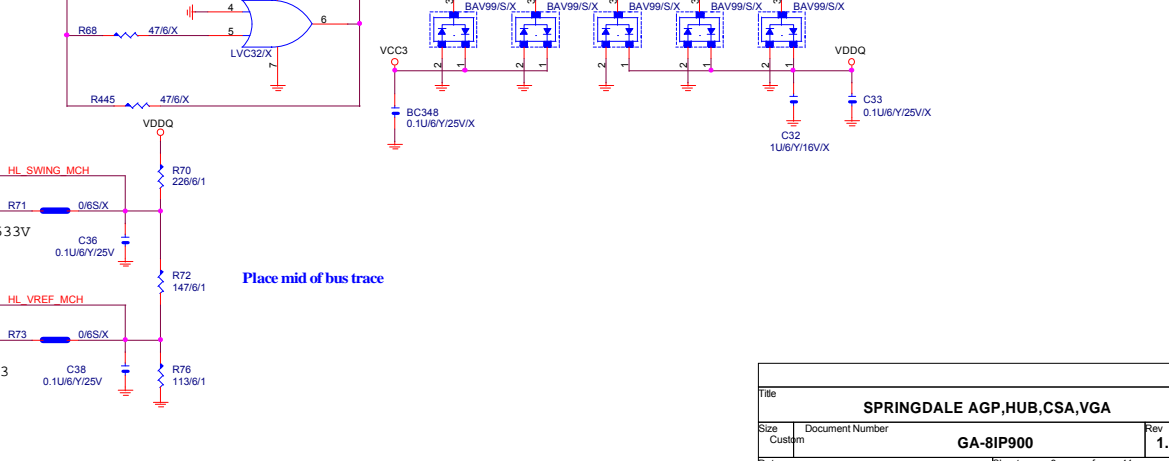 BAV99/S/X BAV99/S/X BAV99/S/X BAV99/S/X BAV99/S/X
4
6
R68 47/6/X 5
LVC32/X
7
2 1 2 1 2 1 2 1 2 1
VCC3
VDDQ
R445 47/6/X
BC348
0.1U/6/Y/25V/X
C33
0.1U/6/Y/25V/X
C32
1U/6/Y/16V/X
VDDQ
R70
226/6/1
HL_SWING_MCH
R71 0/6S/X
533V
C36
0.1U/6/Y/25V
R72
147/6/1
Place mid of bus trace
HL_VREF_MCH
R73 0/6S/X
3
C38
0.1U/6/Y/25V
R76
113/6/1
Title
SPRINGDALE AGP,HUB,CSA,VGA
Size Document Number Rev
Custom
GA-8IP900 1.